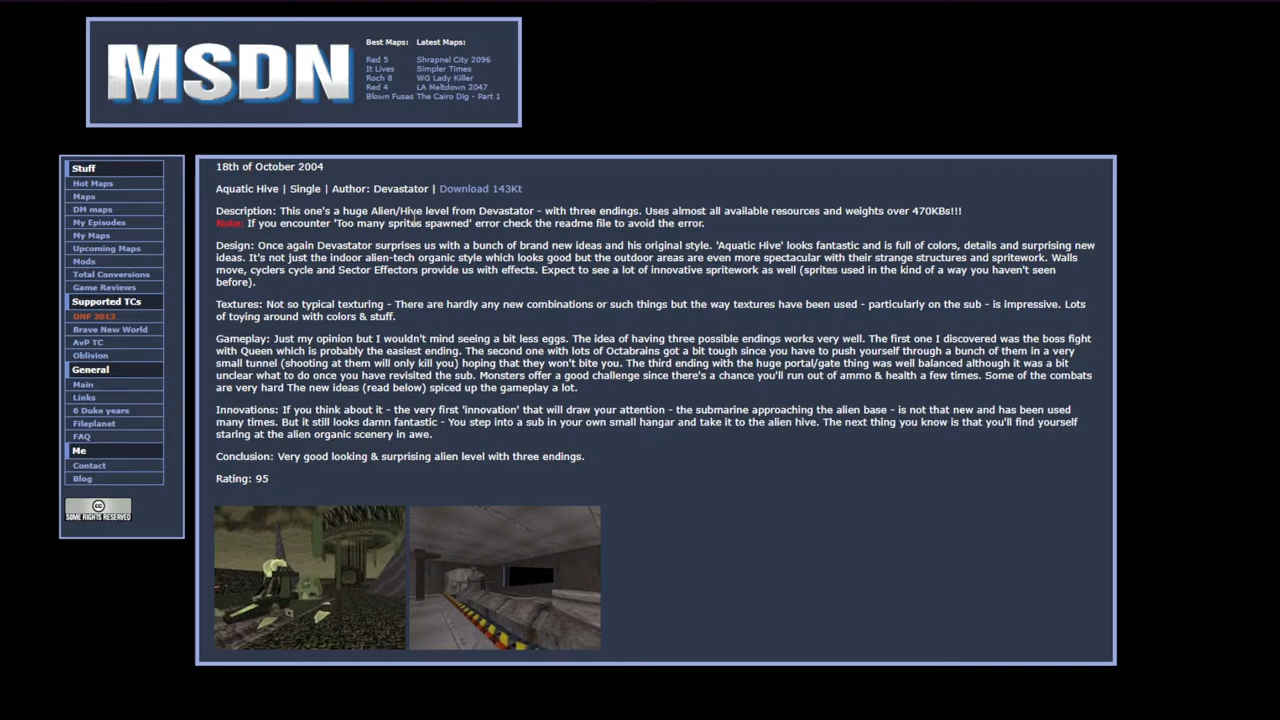 MSDN
Best Maps: Latest Maps:
Red 5 Shrapnel City 2096
It Lives Simpler Times
Roch 8 WG Lady Killer
Red 4 LA Meltdown 2047
Blown Fuses The Cairo Dig - Part 1
Stuff
Hot Maps
Maps
DM maps
My Episodes
My Maps
Upcoming Maps
Mods
Total Conversions
Game Reviews
Supported TCs
DNF 2013
Brave New World
AvP TC
Oblivion
General
Main
Links
6 Duke years
Fileplanet
FAQ
Me
Contact
Blog
cc
SOME RIGHTS RESERVED
18th of October 2004
Aquatic Hive | Single | Author: Devastator | Download 143Kt
Description: This one's a huge Alien/Hive level from Devastator - with three endings. Uses almost all available resources and weights over 470KBs!!!
Note: If you encounter 'Too many sprites spawned' error check the readme file to avoid the error.
Design: Once again Devastator surprises us with a bunch of brand new ideas and his original style. 'Aquatic Hive' looks fantastic and is full of colors, details and surprising new
ideas. It's not just the indoor alien-tech organic style which looks good but the outdoor areas are even more spectacular with their strange structures and spritework. Walls
move, cyclers cycle and Sector Effectors provide us with effects. Expect to see a lot of innovative spritework as well (sprites used in the kind of a way you haven't seen
before).
Textures: Not so typical texturing - There are hardly any new combinations or such things but the way textures have been used - particularly on the sub - is impressive. Lots
of toying around with colors & stuff.
Gameplay: Just my opinion but I wouldn't mind seeing a bit less eggs. The idea of having three possible endings works very well. The first one I discovered was the boss fight
with Queen which is probably the easiest ending. The second one with lots of Octabrains got a bit tough since you have to push yourself through a bunch of them in a very
small tunnel (shooting at them will only kill you) hoping that they won't bite you. The third ending with the huge portal/gate thing was well balanced although it was a bit
unclear what to do once you have revisited the sub. Monsters offer a good challenge since there's a chance you'll run out of ammo & health a few times. Some of the combats
are very hard The new ideas (read below) spiced up the gameplay a lot.
Innovations: If you think about it - the very first 'innovation' that will draw your attention - the submarine approaching the alien base - is not that new and has been used
many times. But it still looks damn fantastic - You step into a sub in your own small hangar and take it to the alien hive. The next thing you know is that you'll find yourself
staring at the alien organic scenery in awe.
Conclusion: Very good looking & surprising alien level with three endings.
Rating: 95